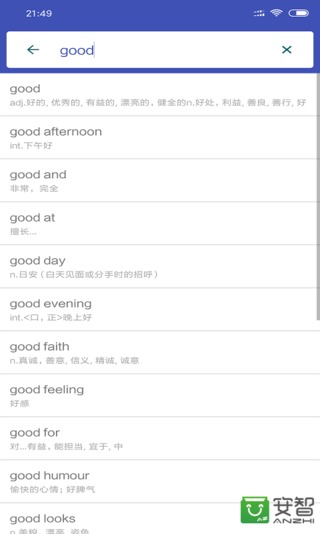 21:49
good
good
adj.好的, 优秀的, 有益的, 漂亮的，健全的n.好处，利益, 善良, 善行, 好
good afternoon
int.下午好
good and
非常， 完全
good at
擅长...
good day
n.日安（白天见面或分手时的招呼）
good evening
int.<口，正>晚上好
good faith
n.真诚，善意, 信义, 精诚, 诚意
good feeling
好感
good for
对...有益，能担当, 宜于, 中
good humour
愉快的心情；好脾气
good looks
n.美貌, 漂亮, 姿色
安智
ANZHI